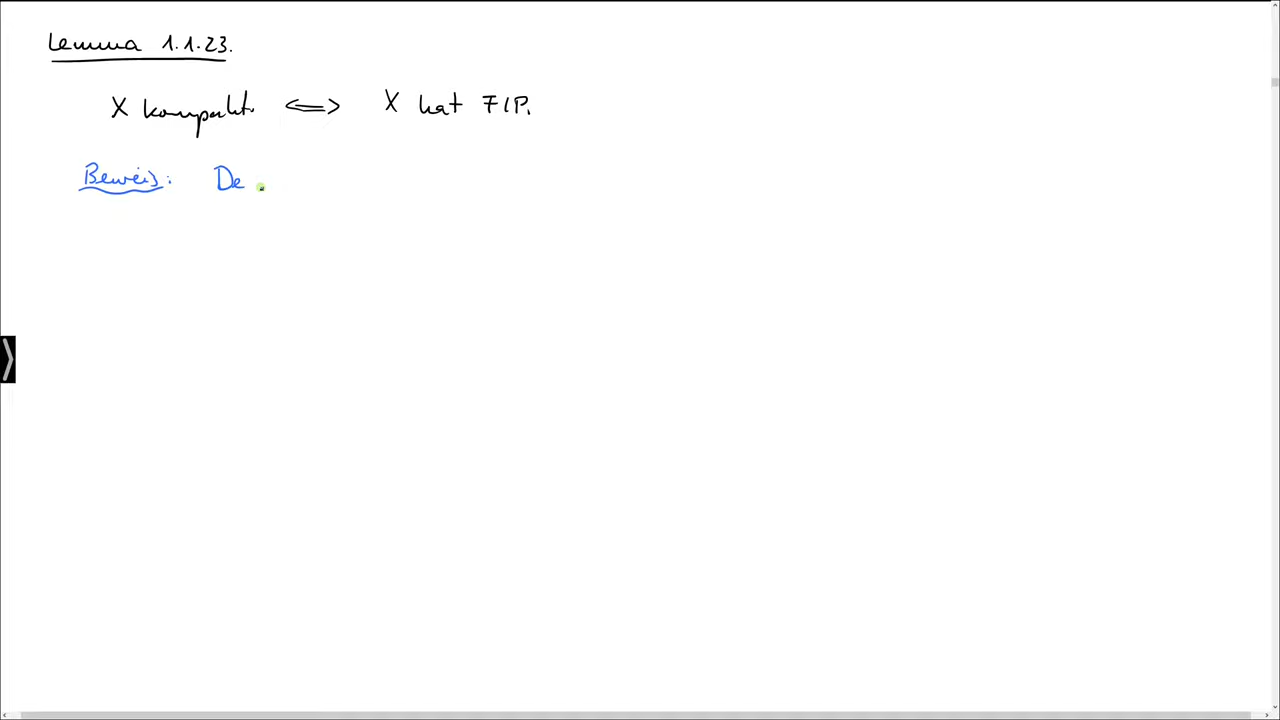 Lemma 1.1.23.
X kompakt ⟺ X hat FIP.
Beweis: De